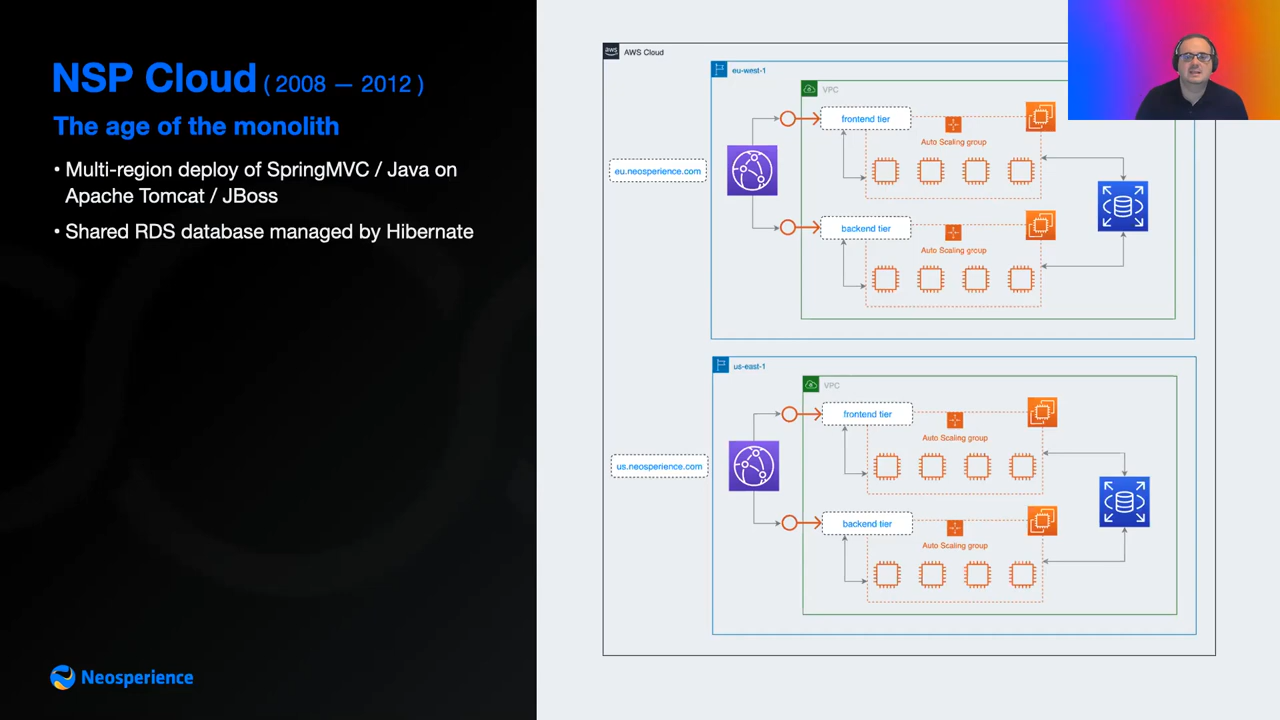 NSP Cloud ( 2008 — 2012 )
The age of the monolith
• Multi-region deploy of SpringMVC / Java on
Apache Tomcat / JBoss
• Shared RDS database managed by Hibernate
Neosperience
aws
AWS Cloud
eu-west-1
VPC
eu.neosperience.com
frontend tier
Auto Scaling group
backend tier
Auto Scaling group
us-east-1
VPC
us.neosperience.com
frontend tier
Auto Scaling group
backend tier
Auto Scaling group